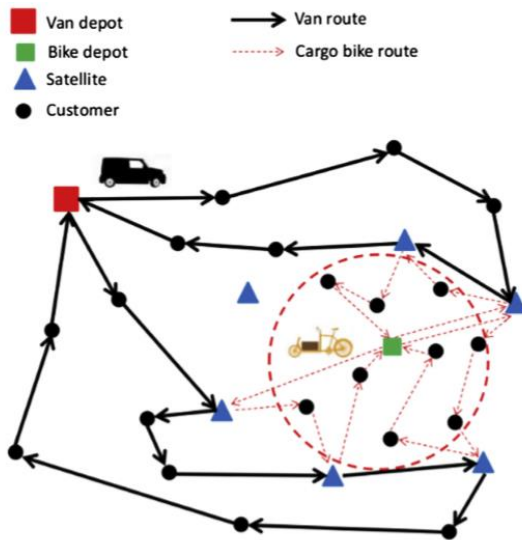 Van depot
Van route
Bike depot
Cargo bike route
Satellite
Customer